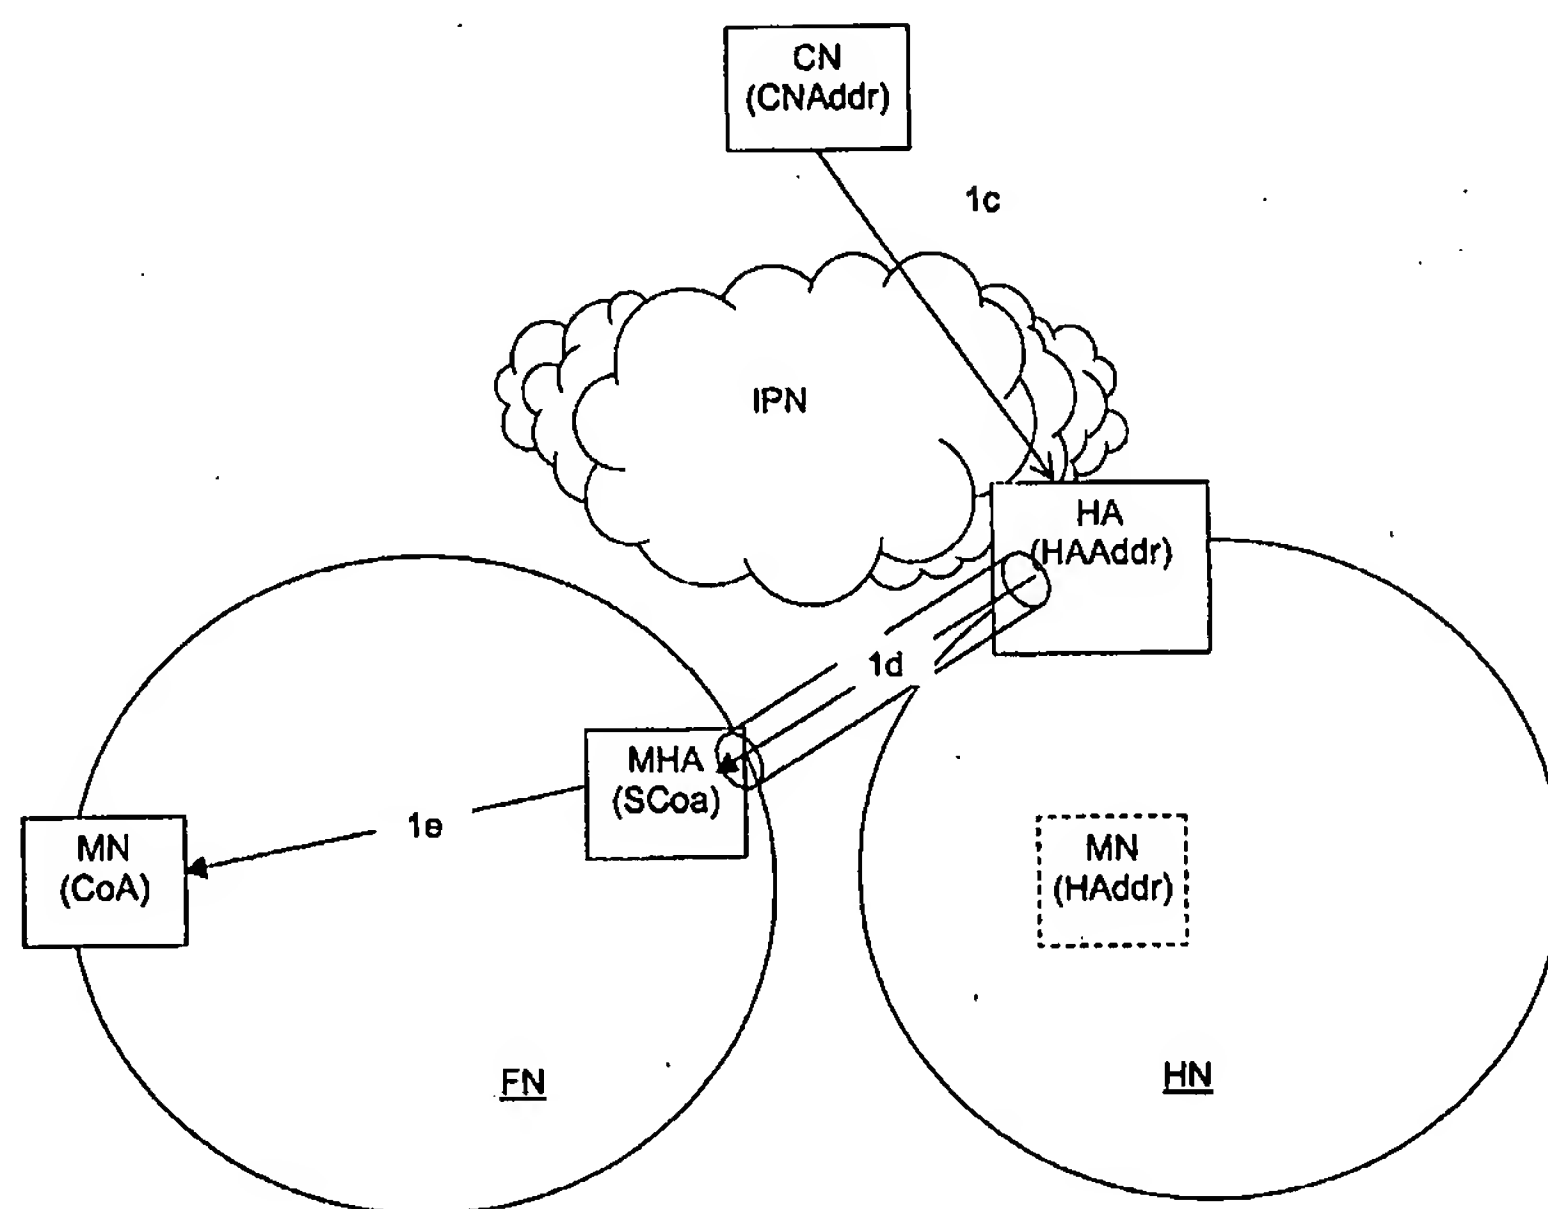 CN
(CNAddr)
1c
IPN
HA
(HAAddr)
1d
MHA
(SCoa)
1e
MN
(CoA)
MN
(HAddr)
FN
HN